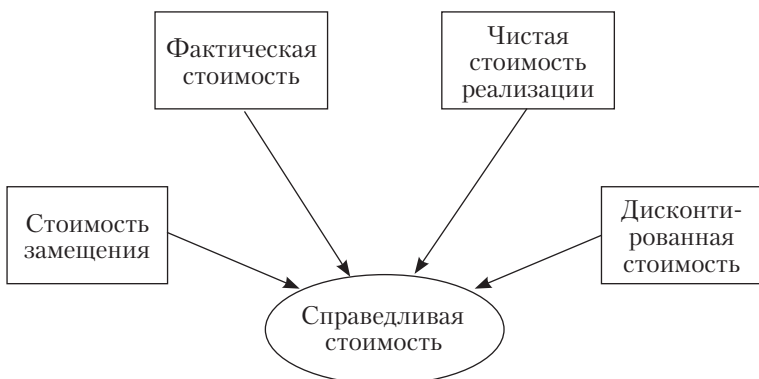 Фактическая
стоимость
Чистая
стоимость
реализации
Стоимость
замещения
Дисконти-
рованная
стоимость
Справедливая
стоимость